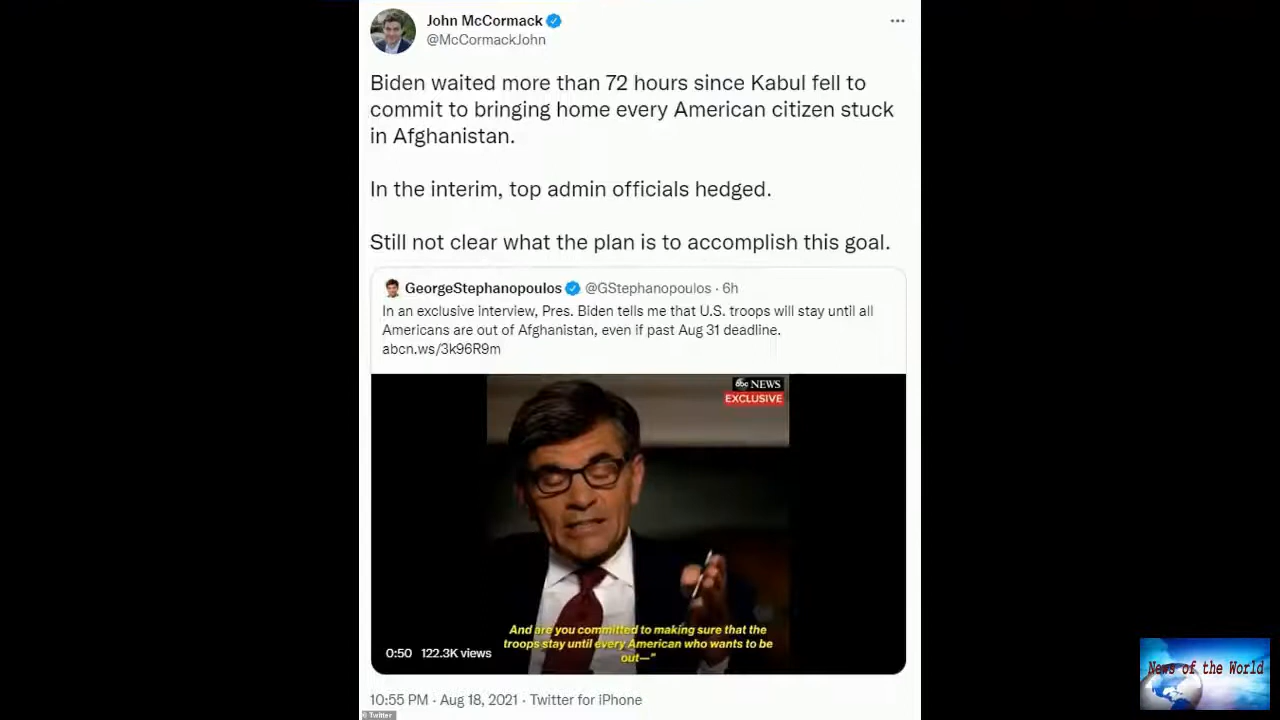 John McCormack
@McCormackJohn
Biden waited more than 72 hours since Kabul fell to
commit to bringing home every American citizen stuck
in Afghanistan.
In the interim, top admin officials hedged.
Still not clear what the plan is to accomplish this goal.
GeorgeStephanopoulos @GStephanopoulos · 6h
In an exclusive interview, Pres. Biden tells me that U.S. troops will stay until all
Americans are out of Afghanistan, even if past Aug 31 deadline.
abcn.ws/3k96R9m
abc NEWS
EXCLUSIVE
And are you committed to making sure that the
troops stay until every American who wants to be
out—"
0:50 122.3K views
10:55 PM · Aug 18, 2021 · Twitter for iPhone
© Twitter
News of the World